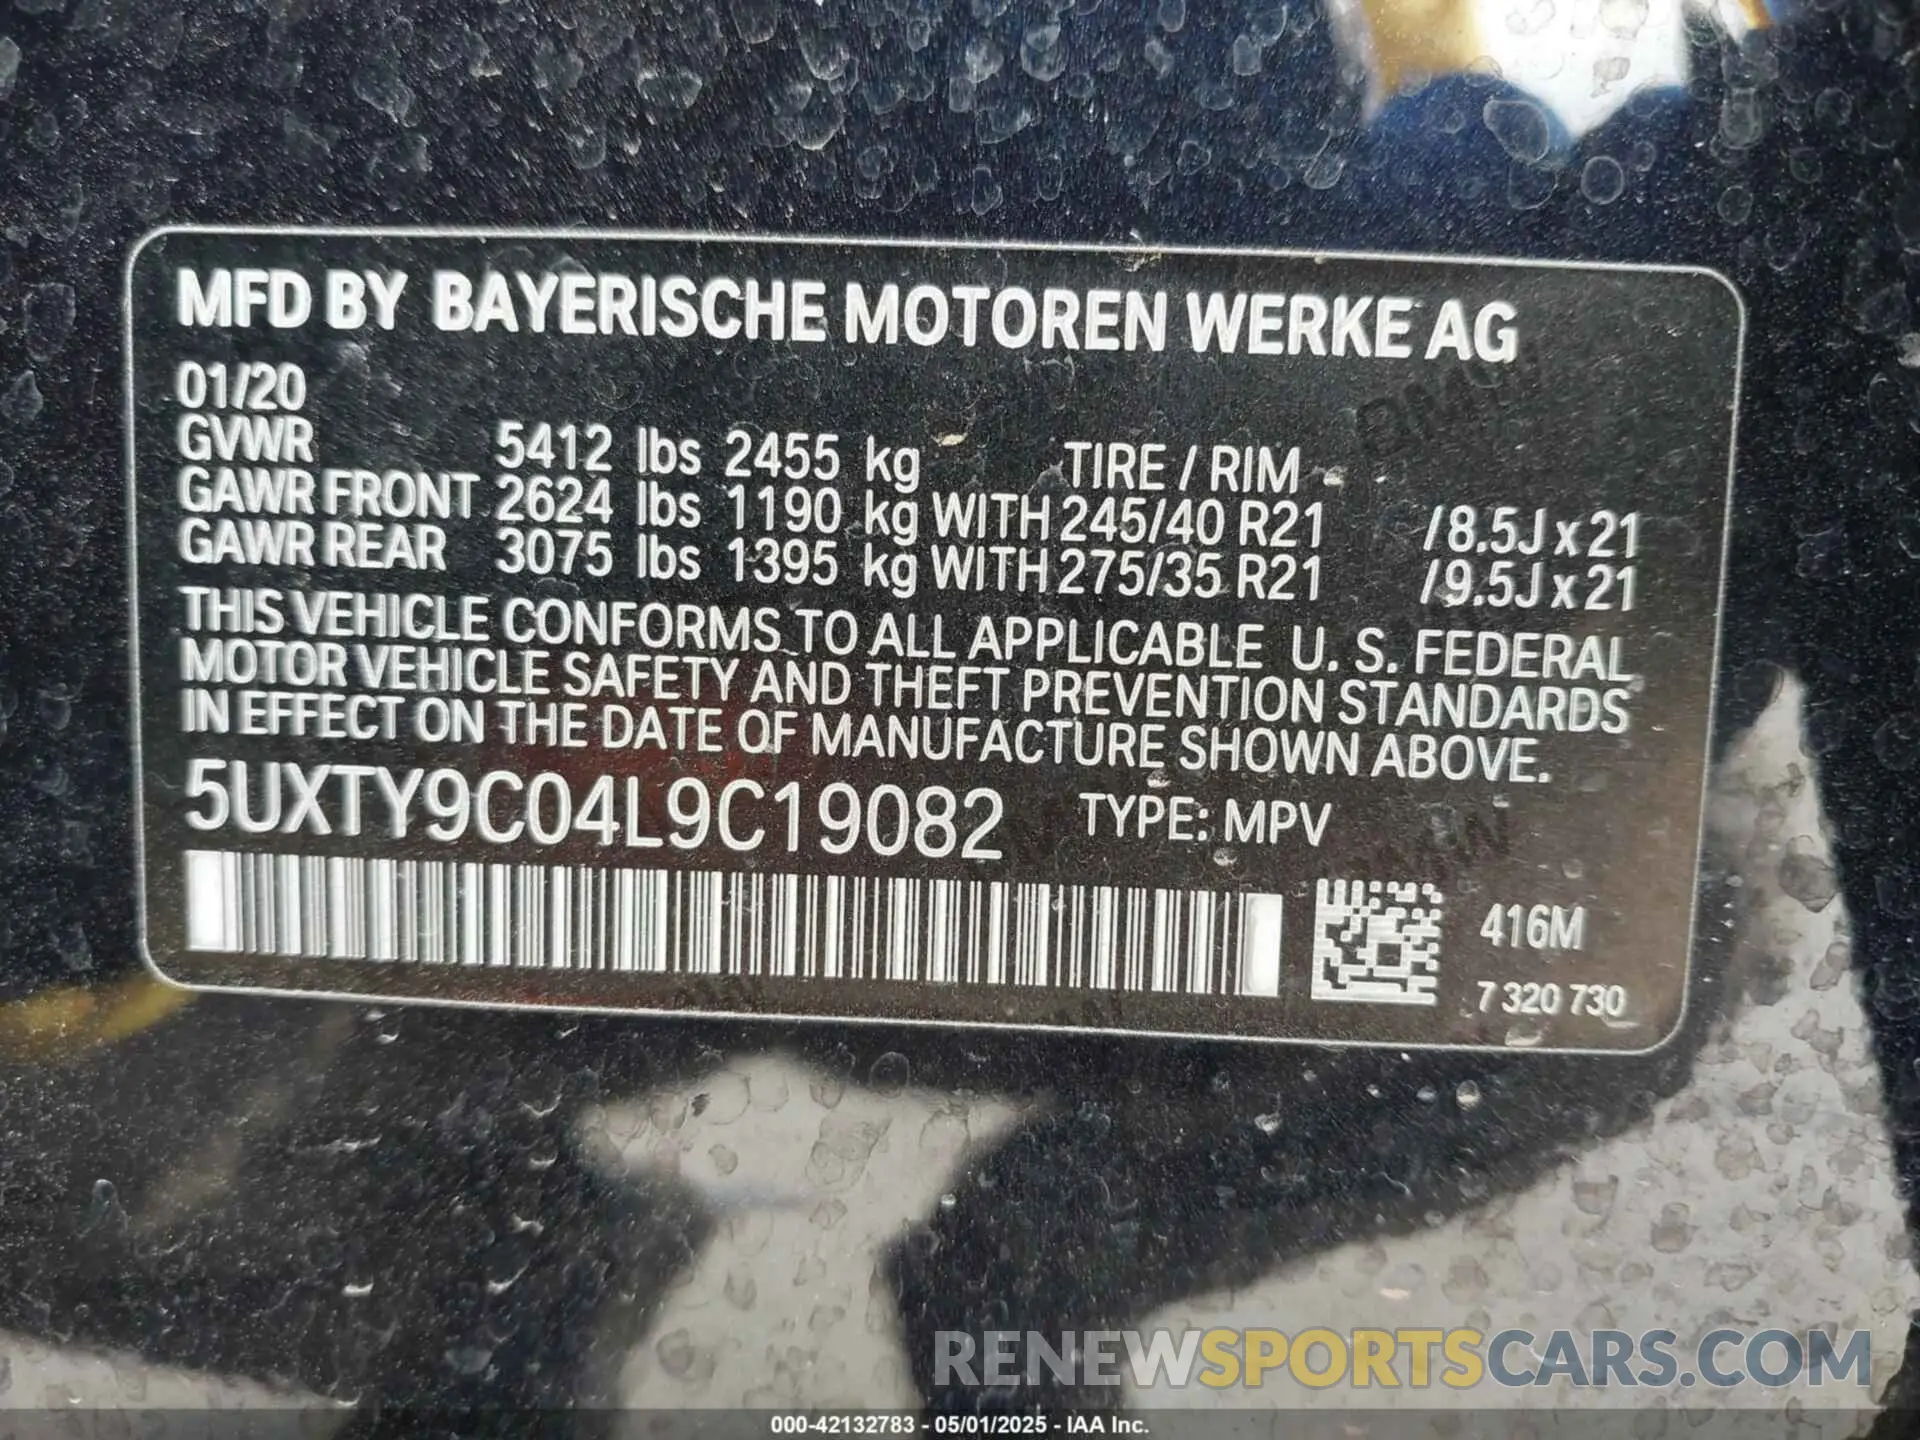 MFD BY BAYERISCHE MOTOREN WERKE AG
01/20
GVWR 5412 lbs 2455 kg TIRE / RIM
GAWR FRONT 2624 lbs 1190 kg WITH 245/40 R21 /8.5J x 21
GAWR REAR 3075 lbs 1395 kg WITH 275/35 R21 /9.5J x 21
THIS VEHICLE CONFORMS TO ALL APPLICABLE U. S. FEDERAL
MOTOR VEHICLE SAFETY AND THEFT PREVENTION STANDARDS
IN EFFECT ON THE DATE OF MANUFACTURE SHOWN ABOVE.
5UXTY9C04L9C19082 TYPE: MPV
416M
7 320 730
RENEWSPORTSCARS.COM
000-42132783 - 05/01/2025 - IAA Inc.